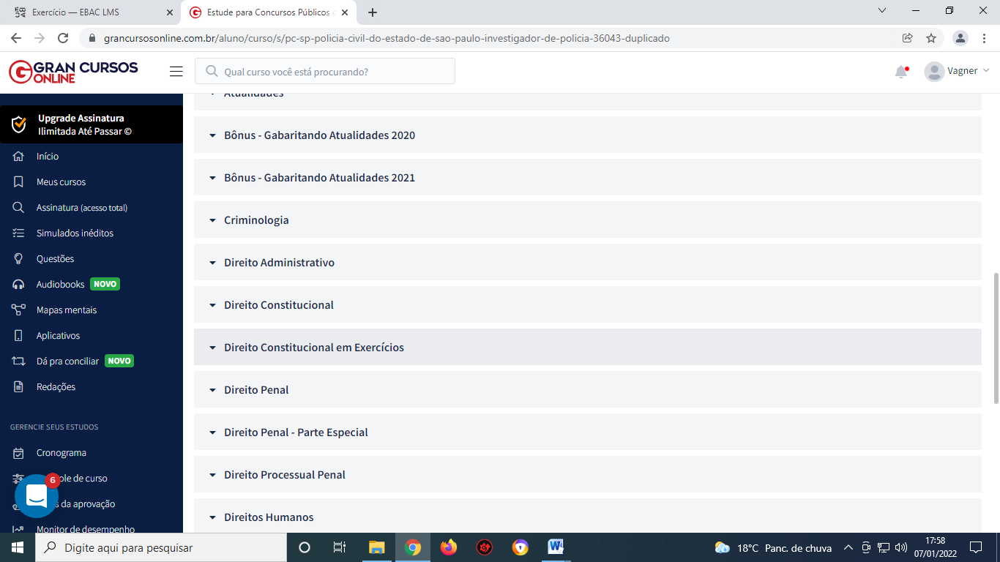 Exercício — EBAC LMS
Estude para Concursos Públicos
grancursosonline.com.br/aluno/curso/s/pc-sp-policia-civil-do-estado-de-sao-paulo-investigador-de-policia-36043-duplicado
GRAN CURSOS
ONLINE
Qual curso você está procurando?
Vagner
Upgrade Assinatura
Ilimitada Até Passar ©
Início
Meus cursos
Assinatura (acesso total)
Simulados inéditos
Questões
Audiobooks NOVO
Mapas mentais
Aplicativos
Dá pra conciliar NOVO
Redações
GERENCIE SEUS ESTUDOS
Cronograma
de curso
da aprovação
Monitor de desempenho
6
Atualidades
Bônus - Gabaritando Atualidades 2020
Bônus - Gabaritando Atualidades 2021
Criminologia
Direito Administrativo
Direito Constitucional
Direito Constitucional em Exercícios
Direito Penal
Direito Penal - Parte Especial
Direito Processual Penal
Direitos Humanos
Digite aqui para pesquisar
18°C Panc. de chuva
17:58
07/01/2022